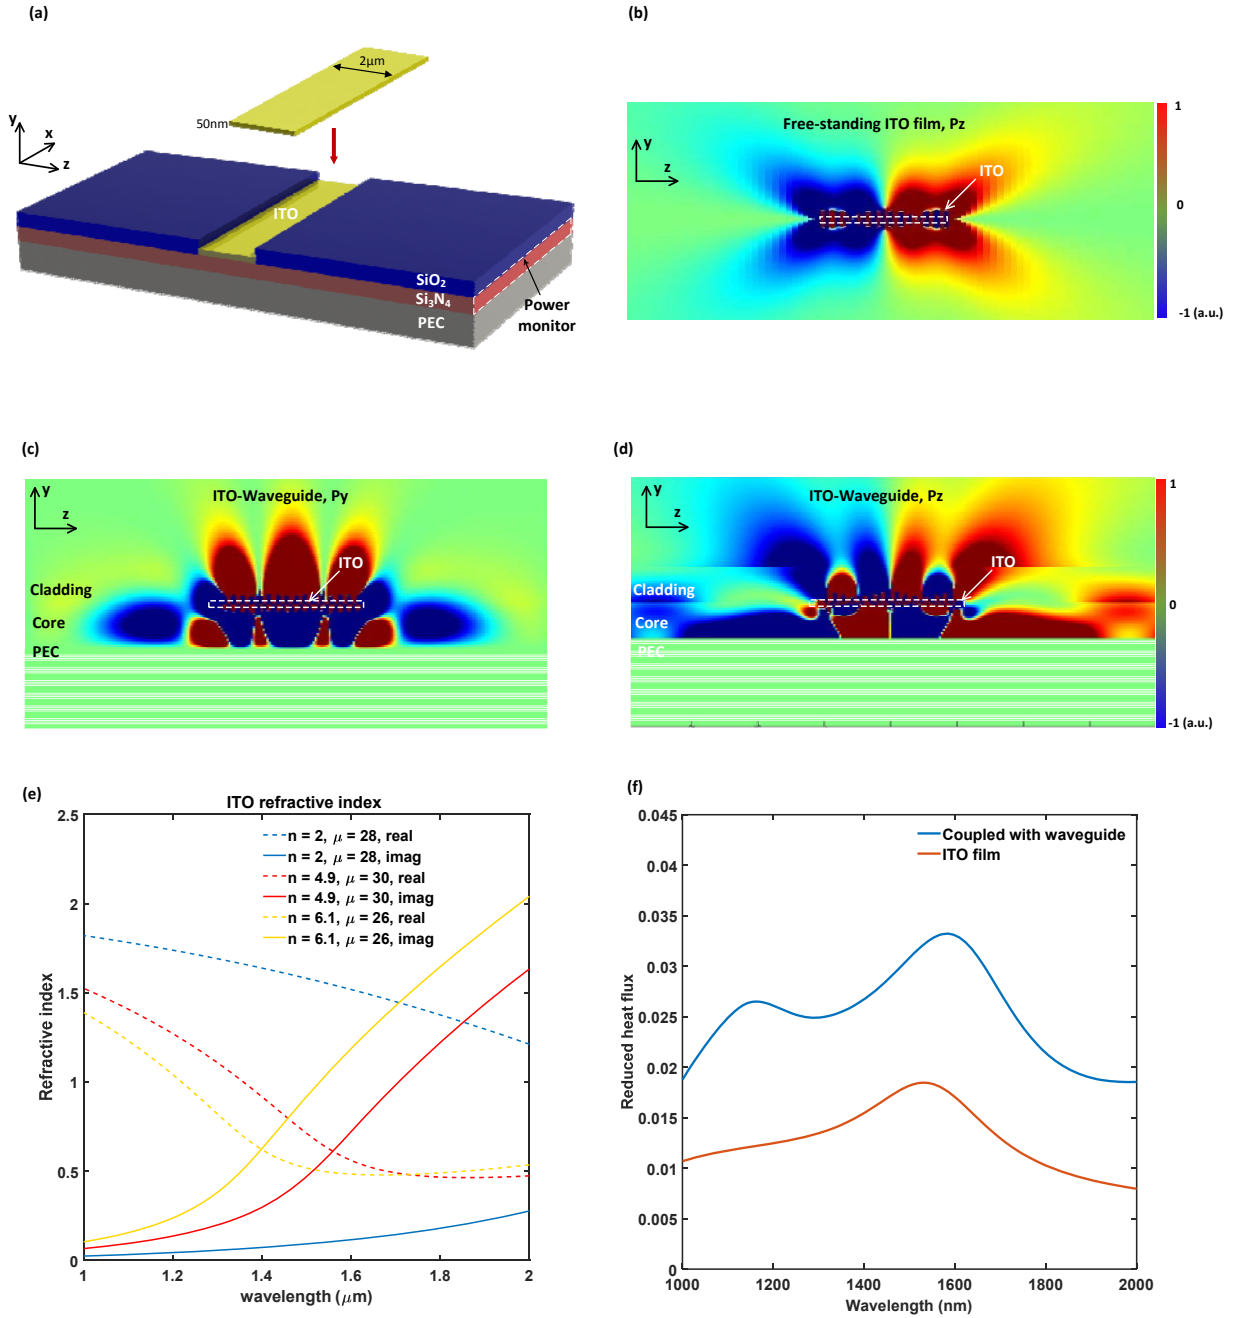 (a)
2μm
50nm
y
x
z
ITO
SiO2
Si3N4
PEC
Power
monitor
(b)
Free-standing ITO film, Pz
y
z
ITO
1
0
-1 (a.u.)
(c)
ITO-Waveguide, Py
y
z
ITO
Cladding
Core
PEC
(d)
ITO-Waveguide, Pz
y
z
ITO
Cladding
Core
PEC
1
0
-1 (a.u.)
(e)
ITO refractive index
n = 2, μ = 28, real
n = 2, μ = 28, imag
n = 4.9, μ = 30, real
n = 4.9, μ = 30, imag
n = 6.1, μ = 26, real
n = 6.1, μ = 26, imag
2.5
2
1.5
1
0.5
0
Refractive index
1
1.2
1.4
1.6
1.8
2
wavelength (μm)
(f)
Coupled with waveguide
ITO film
0.045
0.04
0.035
0.03
0.025
0.02
0.015
0.01
0.005
0
Reduced heat flux
1000
1200
1400
1600
1800
2000
Wavelength (nm)